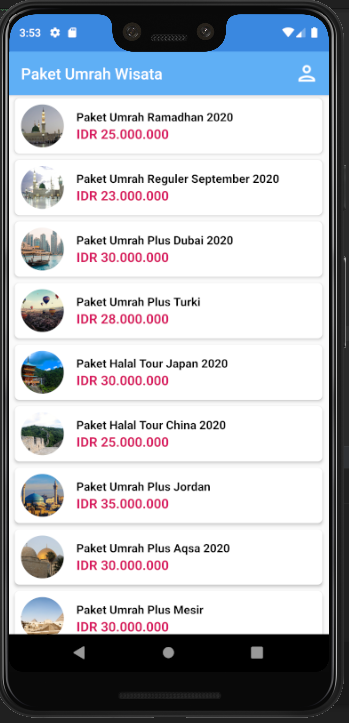 3:53
Paket Umrah Wisata
Paket Umrah Ramadhan 2020
IDR 25.000.000
Paket Umrah Reguler September 2020
IDR 23.000.000
Paket Umrah Plus Dubai 2020
IDR 30.000.000
Paket Umrah Plus Turki
IDR 28.000.000
Paket Halal Tour Japan 2020
IDR 30.000.000
Paket Halal Tour China 2020
IDR 25.000.000
Paket Umrah Plus Jordan
IDR 35.000.000
Paket Umrah Plus Aqsa 2020
IDR 30.000.000
Paket Umrah Plus Mesir
IDR 30.000.000